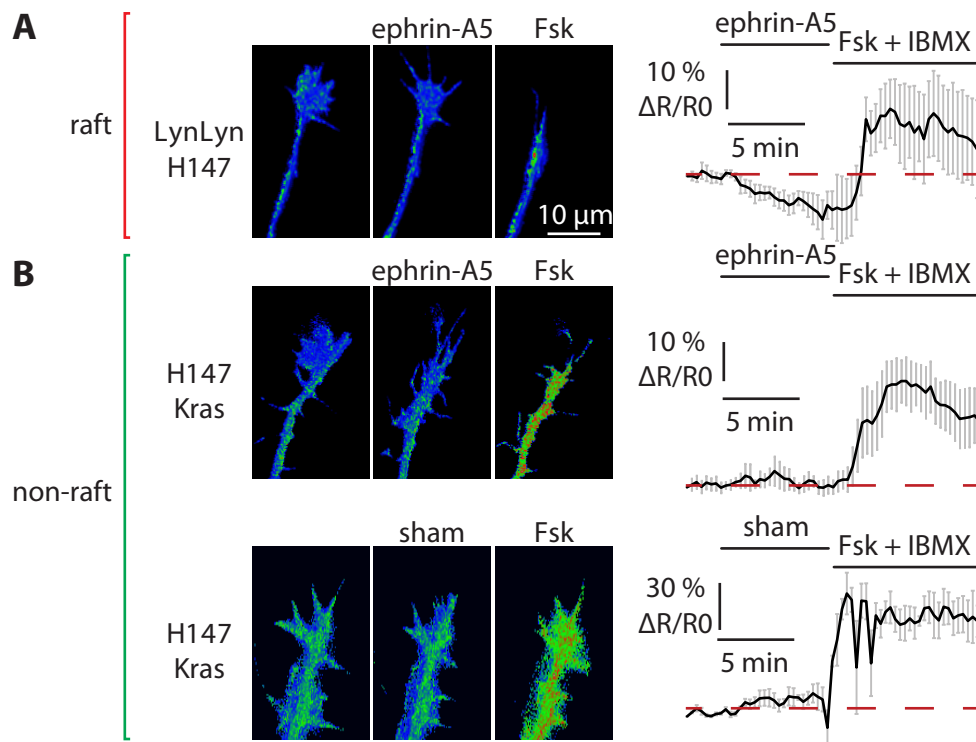 A
raft
LynLyn
H147
ephrin-A5
Fsk
10 µm
ephrin-A5
Fsk + IBMX
10 %
ΔR/R0
5 min
B
non-raft
H147
Kras
ephrin-A5
Fsk
ephrin-A5
Fsk + IBMX
10 %
ΔR/R0
5 min
H147
Kras
sham
Fsk
sham
Fsk + IBMX
30 %
ΔR/R0
5 min